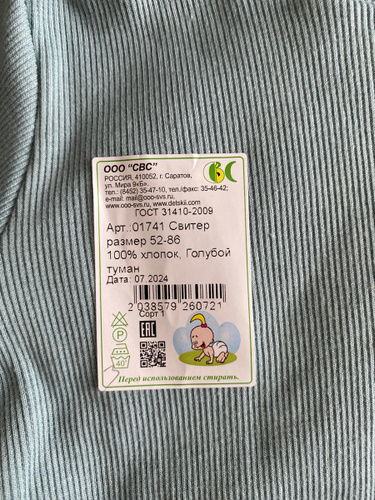 ООО "СВС"
РОССИЯ, 410052, г. Саратов,
ул. Мира 9«Б».
тел.: (8452) 35-47-10, тел./факс: 35-46-42;
e-mail: mail@ooo-svs.ru,
www.ooo-svs.ru, www.detskii.com
ВС
ГОСТ 31410-2009
Арт.:01741 Свитер
размер 52-86
100% хлопок, Голубой
туман
Дата: 07.2024
2 038579 260721
Сорт 1
ЕАС
P
40
Перед использованием стирать.